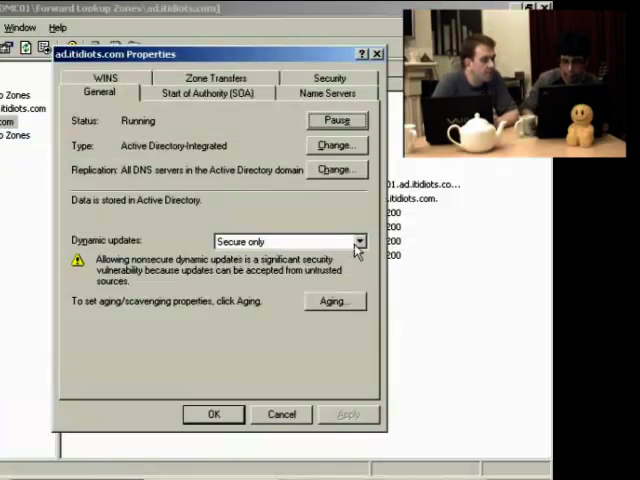 DMC01\Forward Lookup Zones\ad.itidiots.com]
Window Help
o Zones
itidiots.com
com
o Zones
ad.itidiots.com Properties
WINS Zone Transfers Security
General Start of Authority (SOA) Name Servers
Status: Running Pause
Type: Active Directory-Integrated Change...
Replication: All DNS servers in the Active Directory domain Change...
Data is stored in Active Directory.
Dynamic updates: Secure only
Allowing nonsecure dynamic updates is a significant security
vulnerability because updates can be accepted from untrusted
sources.
To set aging/scavenging properties, click Aging. Aging...
OK Cancel Apply
01.ad.itidiots.co...
itidiots.com.
200
200
200
200
VAIO